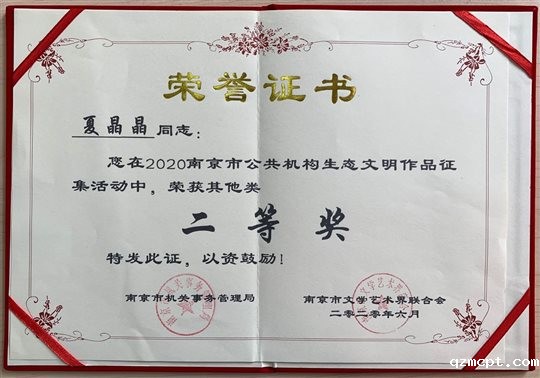 荣誉证书
夏晶晶 同志：
您在2020南京市公共机构生态文明作品征
集活动中，荣获其他类
二等奖
特发此证，以资鼓励！
南京市机关事务管理局
南京市文学艺术界联合会
二〇二〇年六月
qzmcpt.com